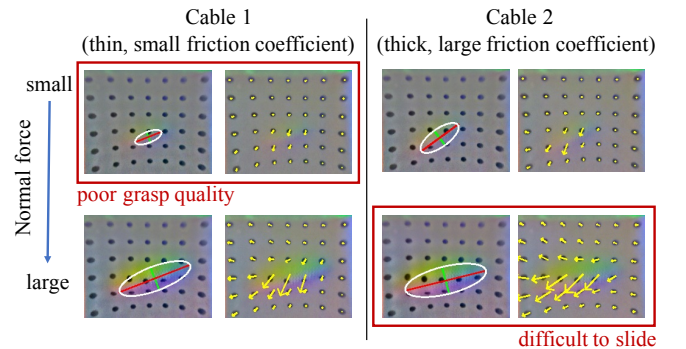 Cable 1
(thin, small friction coefficient)
Cable 2
(thick, large friction coefficient)
small
Normal force
large
poor grasp quality
difficult to slide